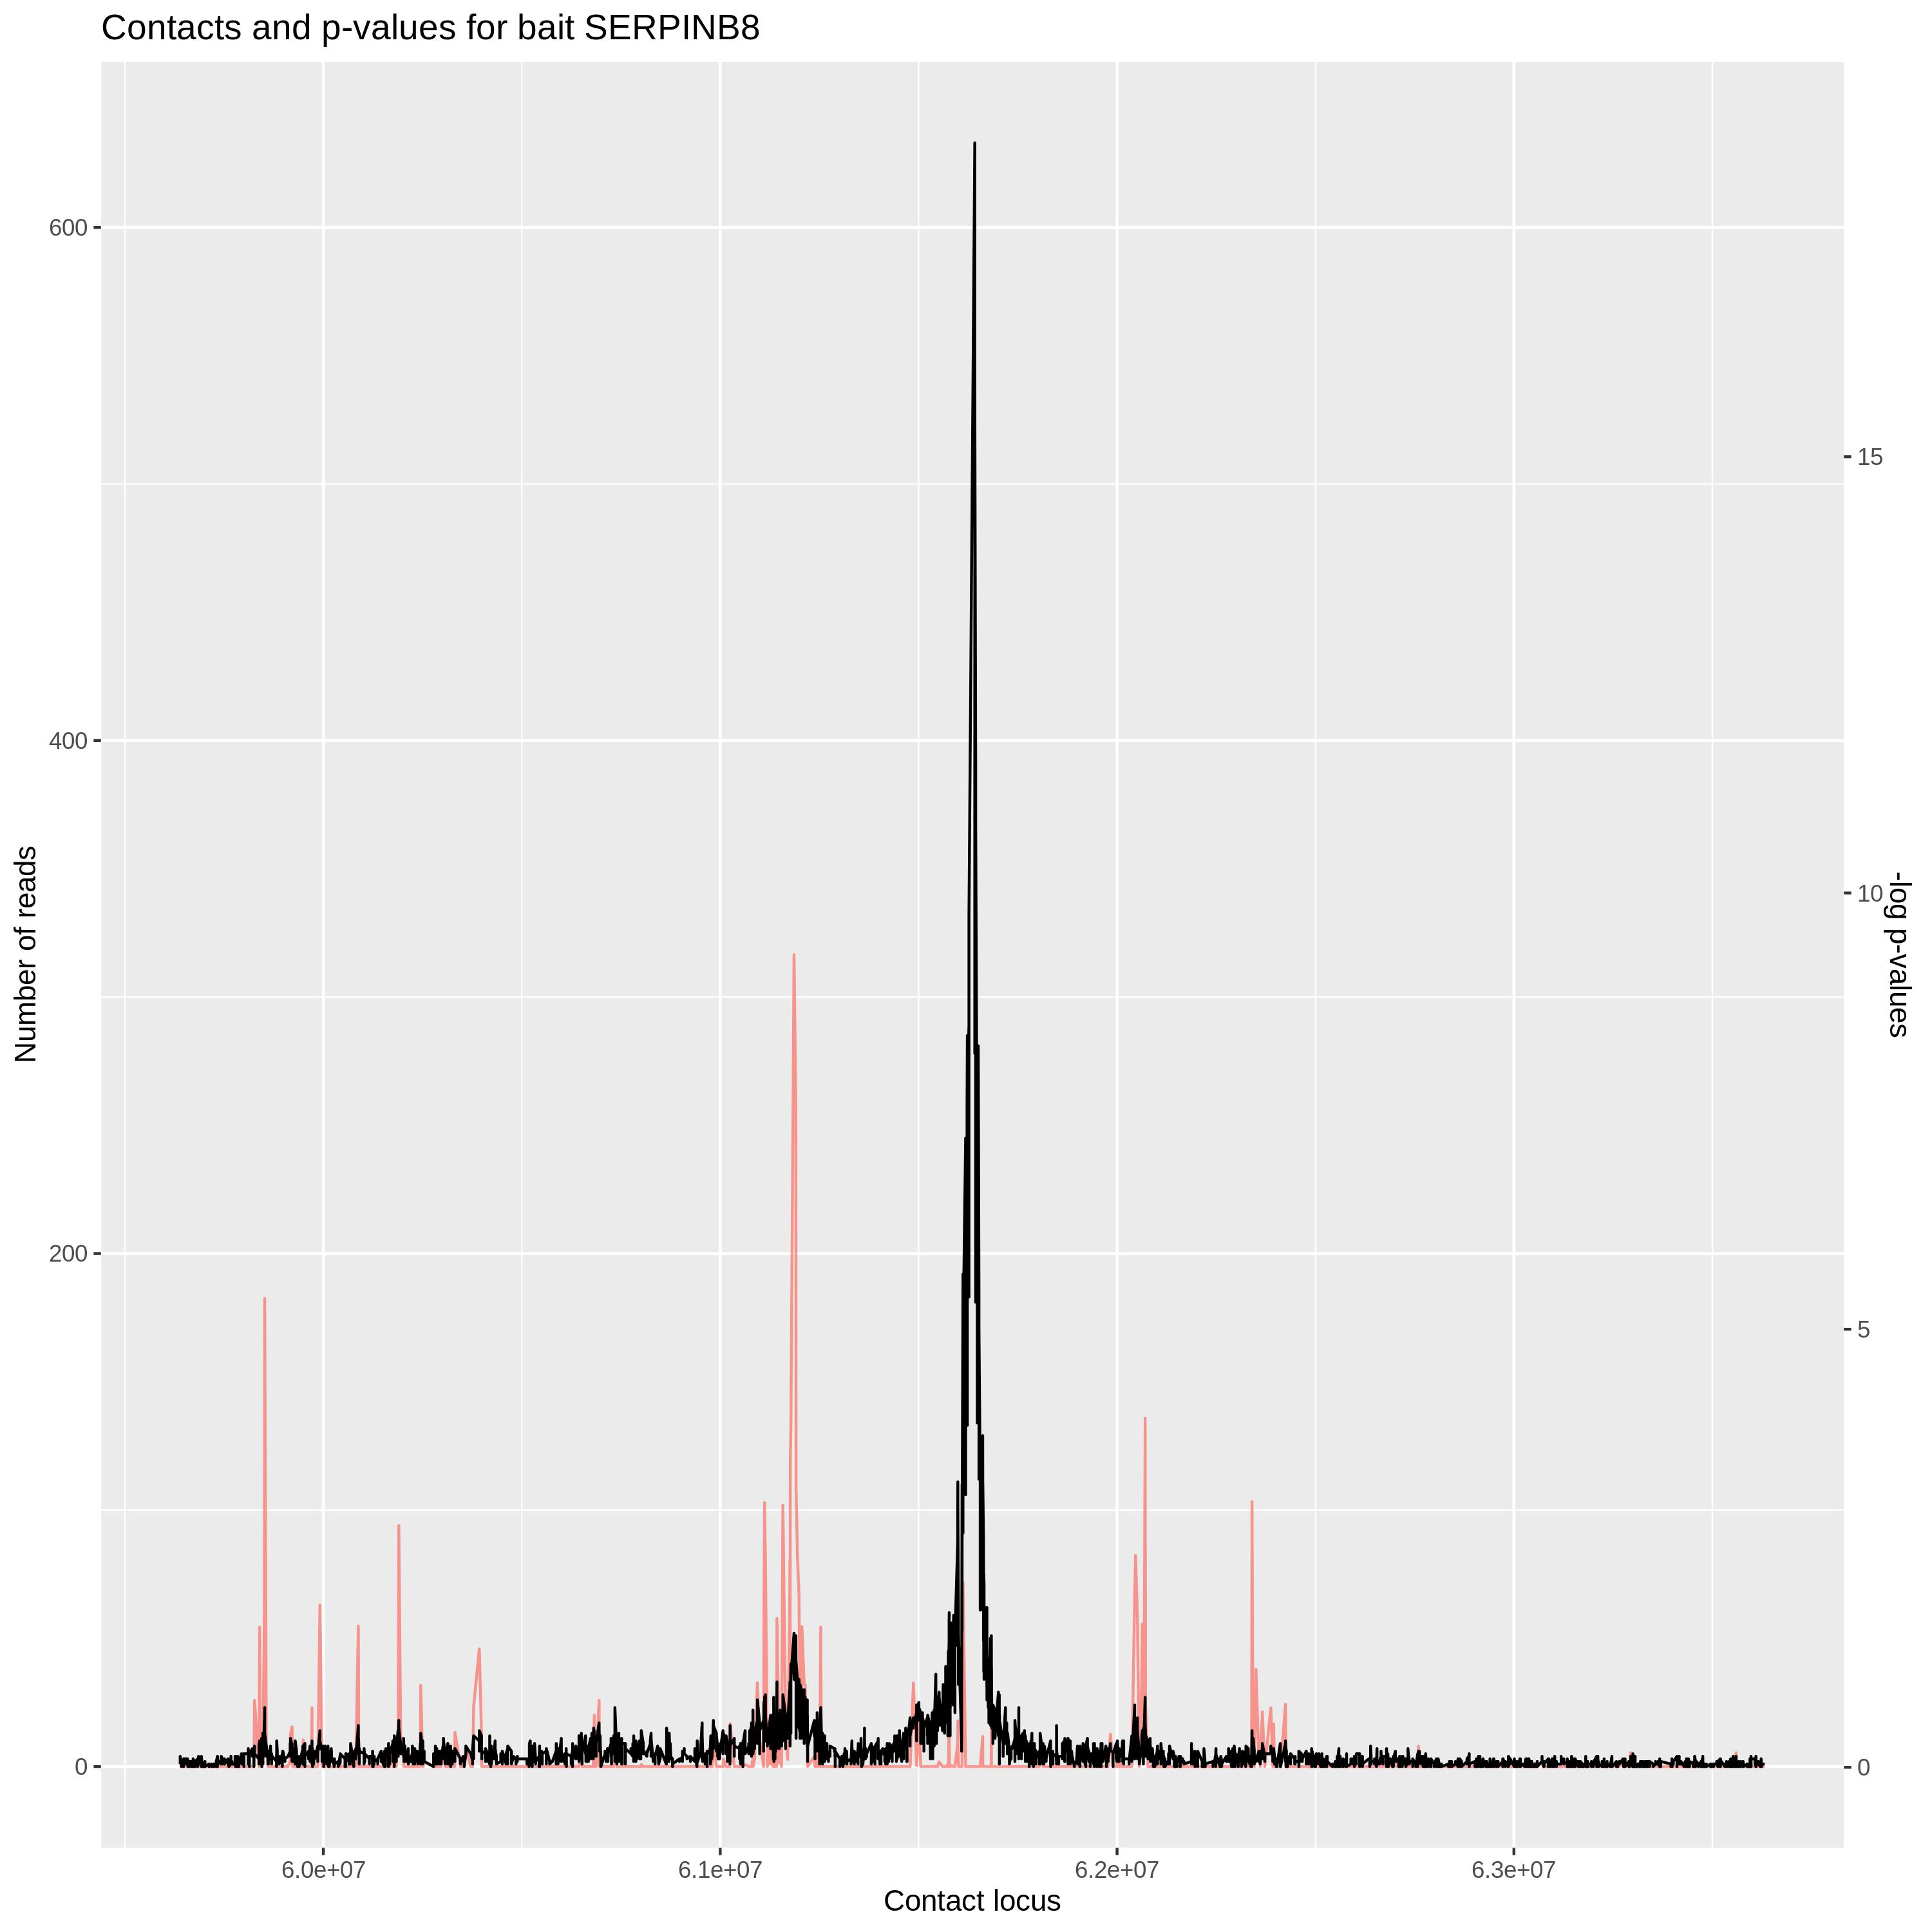 Contacts and p-values for bait SERPINB8
600
400
200
0
Number of reads
15
10
5
0
-log p-values
6.0e+07 6.1e+07 6.2e+07 6.3e+07
Contact locus